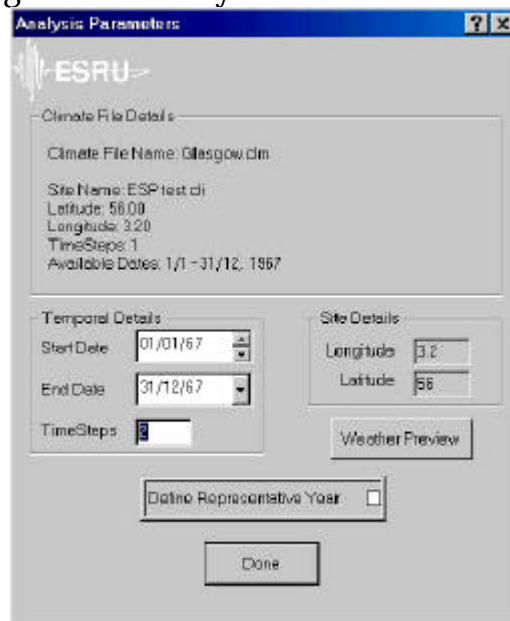 Analysis Parameters
ESRU
Climate File Details
Climate File Name: Glasgow.clm
Site Name: ESP test cli
Latitude: 56.00
Longitude: 3.20
TimeSteps: 1
Available Dates: 1/1 - 31/12, 1967
Temporal Details
Start Date 01/01/67
End Date 31/12/67
TimeSteps 2
Site Details
Longitude 3.2
Latitude 56
Weather Preview
Define Representative Year
Done